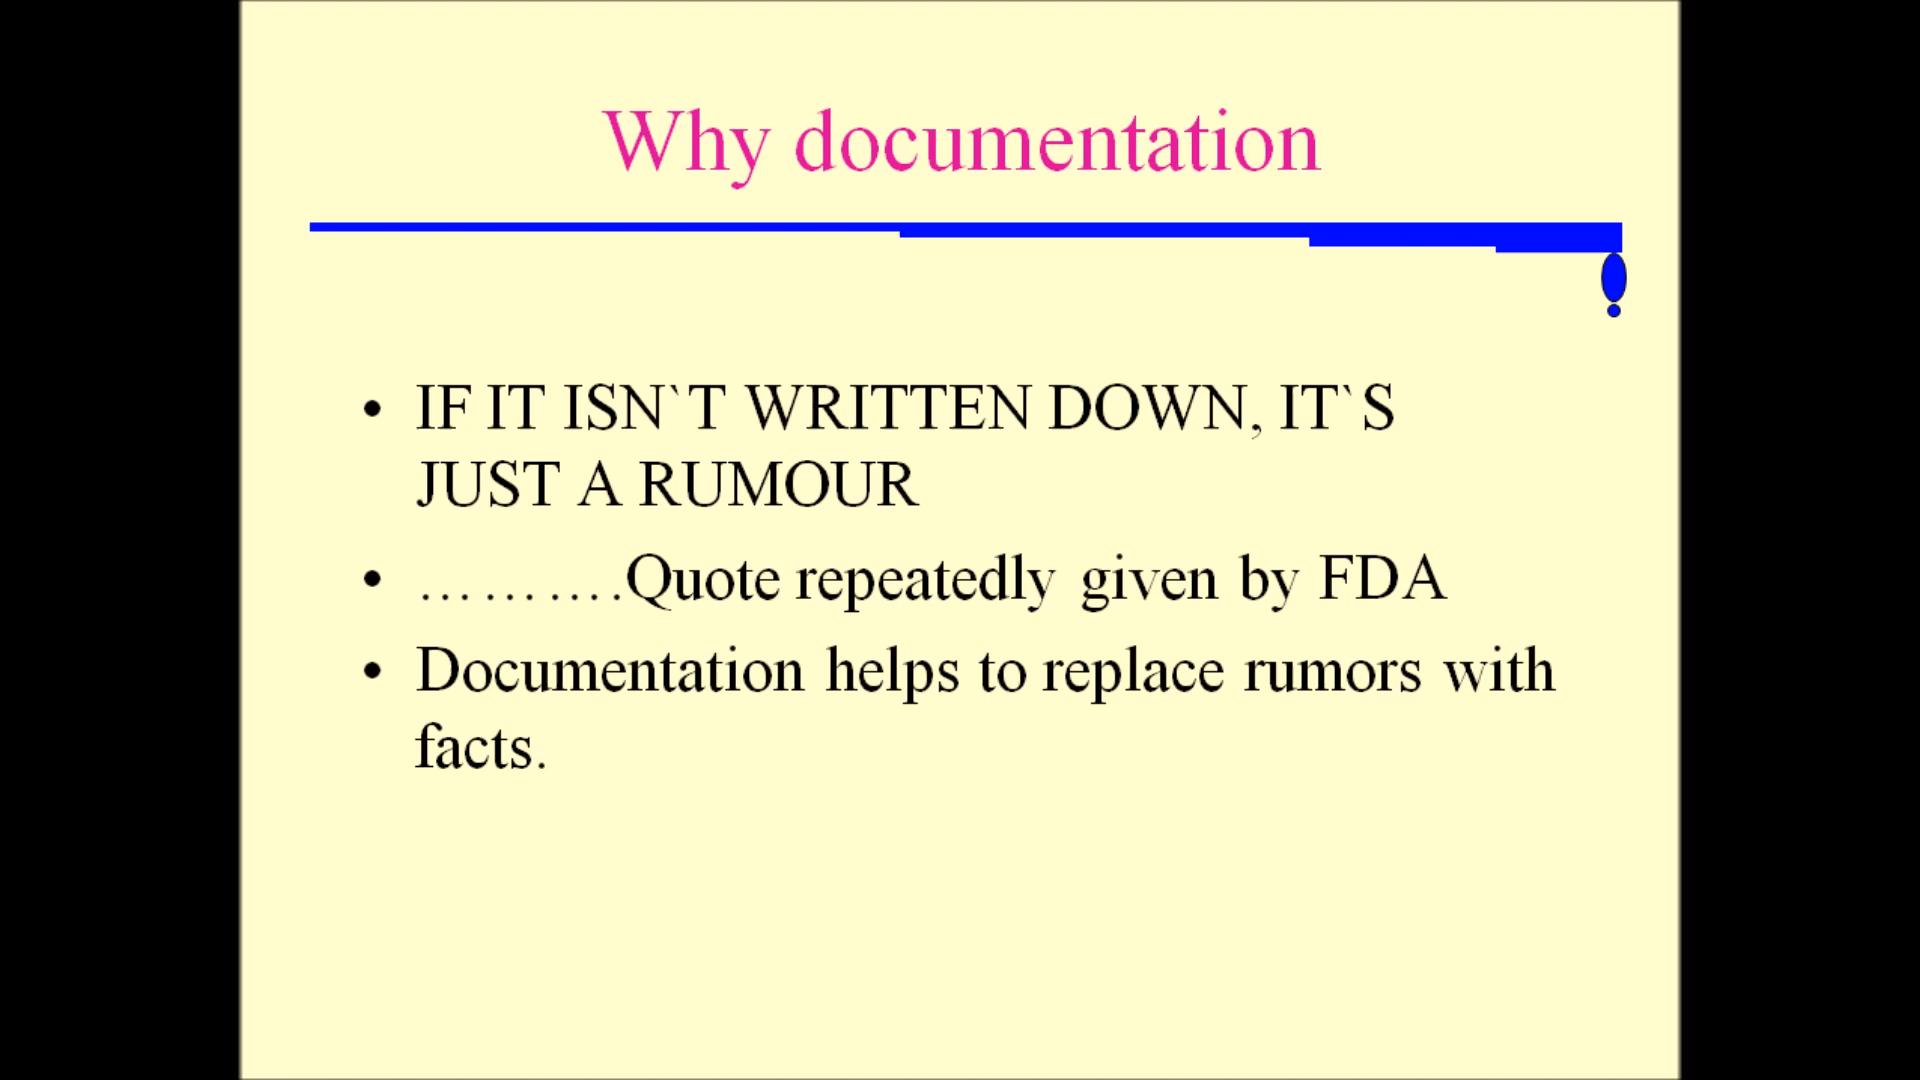 Why documentation
• IF IT ISN`T WRITTEN DOWN, IT`S
JUST A RUMOUR
• ……….Quote repeatedly given by FDA
• Documentation helps to replace rumors with
facts.